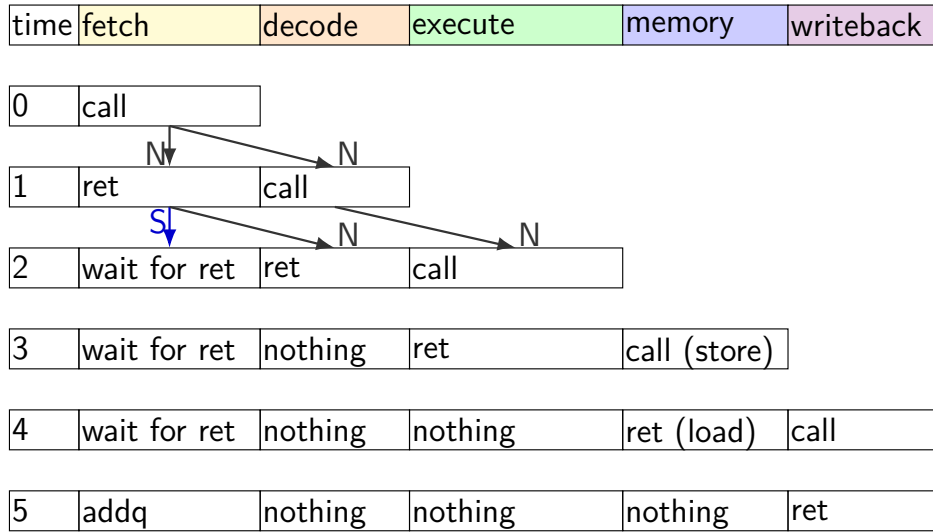 time fetch decode execute memory writeback
0 call
N N
1 ret call
S N N
2 wait for ret ret call
3 wait for ret nothing ret call (store)
4 wait for ret nothing nothing ret (load) call
5 addq nothing nothing nothing ret